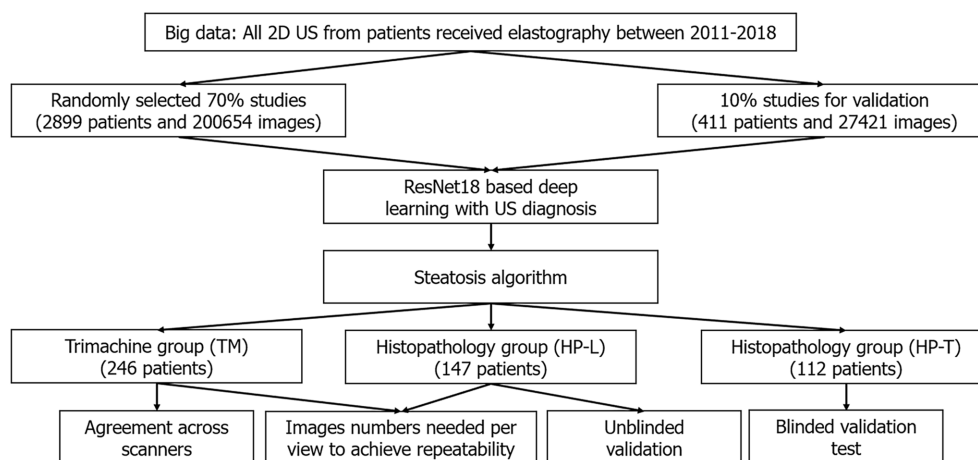 Big data: All 2D US from patients received elastography between 2011-2018
Randomly selected 70% studies
(2899 patients and 200654 images)
10% studies for validation
(411 patients and 27421 images)
ResNet18 based deep
learning with US diagnosis
Steatosis algorithm
Trimachine group (TM)
(246 patients)
Histopathology group (HP-L)
(147 patients)
Histopathology group (HP-T)
(112 patients)
Agreement across
scanners
Images numbers needed per
view to achieve repeatability
Unblinded
validation
Blinded validation
test